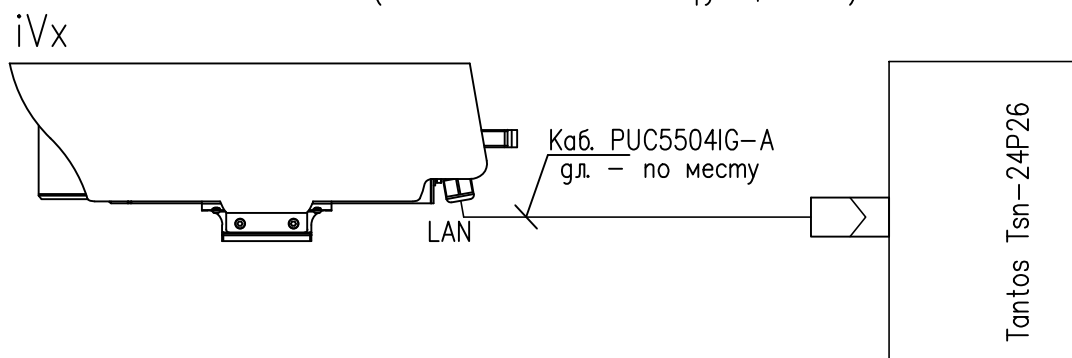 iVx
Каб. PUC5504IG-A
дл. - по месту
LAN
Tantos Tsn-24P26